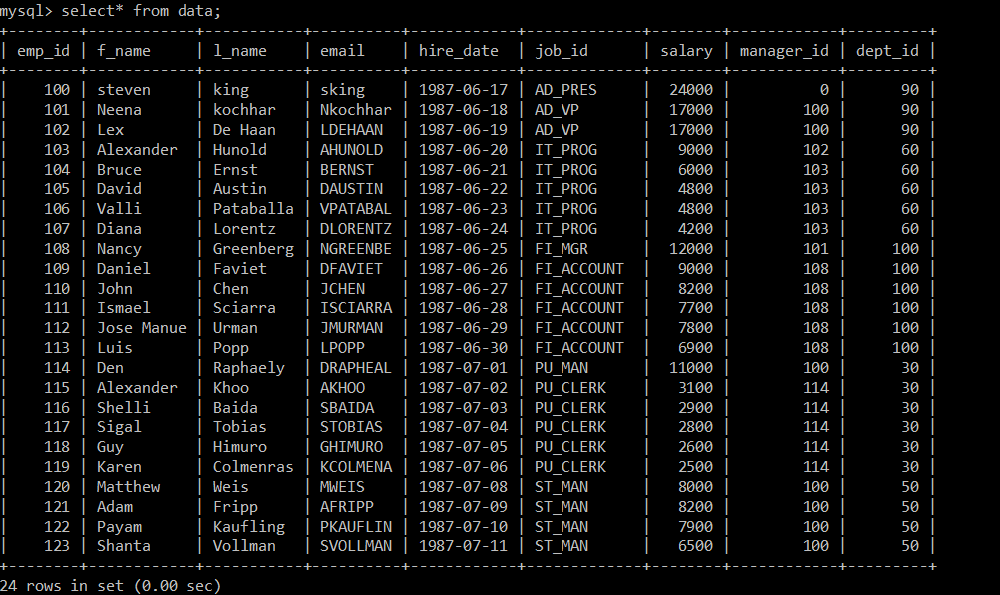 mysql> select* from data;
+--------+-------------+-----------+----------+------------+-------------+--------+------------+---------+
| emp_id | f_name      | l_name    | email    | hire_date  | job_id      | salary | manager_id | dept_id |
+--------+-------------+-----------+----------+------------+-------------+--------+------------+---------+
|    100 | steven      | king      | sking    | 1987-06-17 | AD_PRES     |  24000 |          0 |      90 |
|    101 | Neena       | kochhar   | Nkochhar | 1987-06-18 | AD_VP       |  17000 |        100 |      90 |
|    102 | Lex         | De Haan   | LDEHAAN  | 1987-06-19 | AD_VP       |  17000 |        100 |      90 |
|    103 | Alexander   | Hunold    | AHUNOLD  | 1987-06-20 | IT_PROG     |   9000 |        102 |      60 |
|    104 | Bruce       | Ernst     | BERNST   | 1987-06-21 | IT_PROG     |   6000 |        103 |      60 |
|    105 | David       | Austin    | DAUSTIN  | 1987-06-22 | IT_PROG     |   4800 |        103 |      60 |
|    106 | Valli       | Pataballa | VPATABAL | 1987-06-23 | IT_PROG     |   4800 |        103 |      60 |
|    107 | Diana       | Lorentz   | DLORENTZ | 1987-06-24 | IT_PROG     |   4200 |        103 |      60 |
|    108 | Nancy       | Greenberg | NGREENBE | 1987-06-25 | FI_MGR      |  12000 |        101 |     100 |
|    109 | Daniel      | Faviet    | DFAVIET  | 1987-06-26 | FI_ACCOUNT  |   9000 |        108 |     100 |
|    110 | John        | Chen      | JCHEN    | 1987-06-27 | FI_ACCOUNT  |   8200 |        108 |     100 |
|    111 | Ismael      | Sciarra   | ISCIARRA | 1987-06-28 | FI_ACCOUNT  |   7700 |        108 |     100 |
|    112 | Jose Manue  | Urman     | JMURMAN  | 1987-06-29 | FI_ACCOUNT  |   7800 |        108 |     100 |
|    113 | Luis        | Popp      | LPOPP    | 1987-06-30 | FI_ACCOUNT  |   6900 |        108 |     100 |
|    114 | Den         | Raphaely  | DRAPHEAL | 1987-07-01 | PU_MAN      |  11000 |        100 |      30 |
|    115 | Alexander   | Khoo      | AKHOO    | 1987-07-02 | PU_CLERK    |   3100 |        114 |      30 |
|    116 | Shelli      | Baida     | SBAIDA   | 1987-07-03 | PU_CLERK    |   2900 |        114 |      30 |
|    117 | Sigal       | Tobias    | STOBIAS  | 1987-07-04 | PU_CLERK    |   2800 |        114 |      30 |
|    118 | Guy         | Himuro    | GHIMURO  | 1987-07-05 | PU_CLERK    |   2600 |        114 |      30 |
|    119 | Karen       | Colmenras | KCOLMENA | 1987-07-06 | PU_CLERK    |   2500 |        114 |      30 |
|    120 | Matthew     | Weis      | MWEIS    | 1987-07-08 | ST_MAN      |   8000 |        100 |      50 |
|    121 | Adam        | Fripp     | AFRIPP   | 1987-07-09 | ST_MAN      |   8200 |        100 |      50 |
|    122 | Payam       | Kaufling  | PKAUFLIN | 1987-07-10 | ST_MAN      |   7900 |        100 |      50 |
|    123 | Shanta      | Vollman   | SVOLLMAN | 1987-07-11 | ST_MAN      |   6500 |        100 |      50 |
+--------+-------------+-----------+----------+------------+-------------+--------+------------+---------+
24 rows in set (0.00 sec)